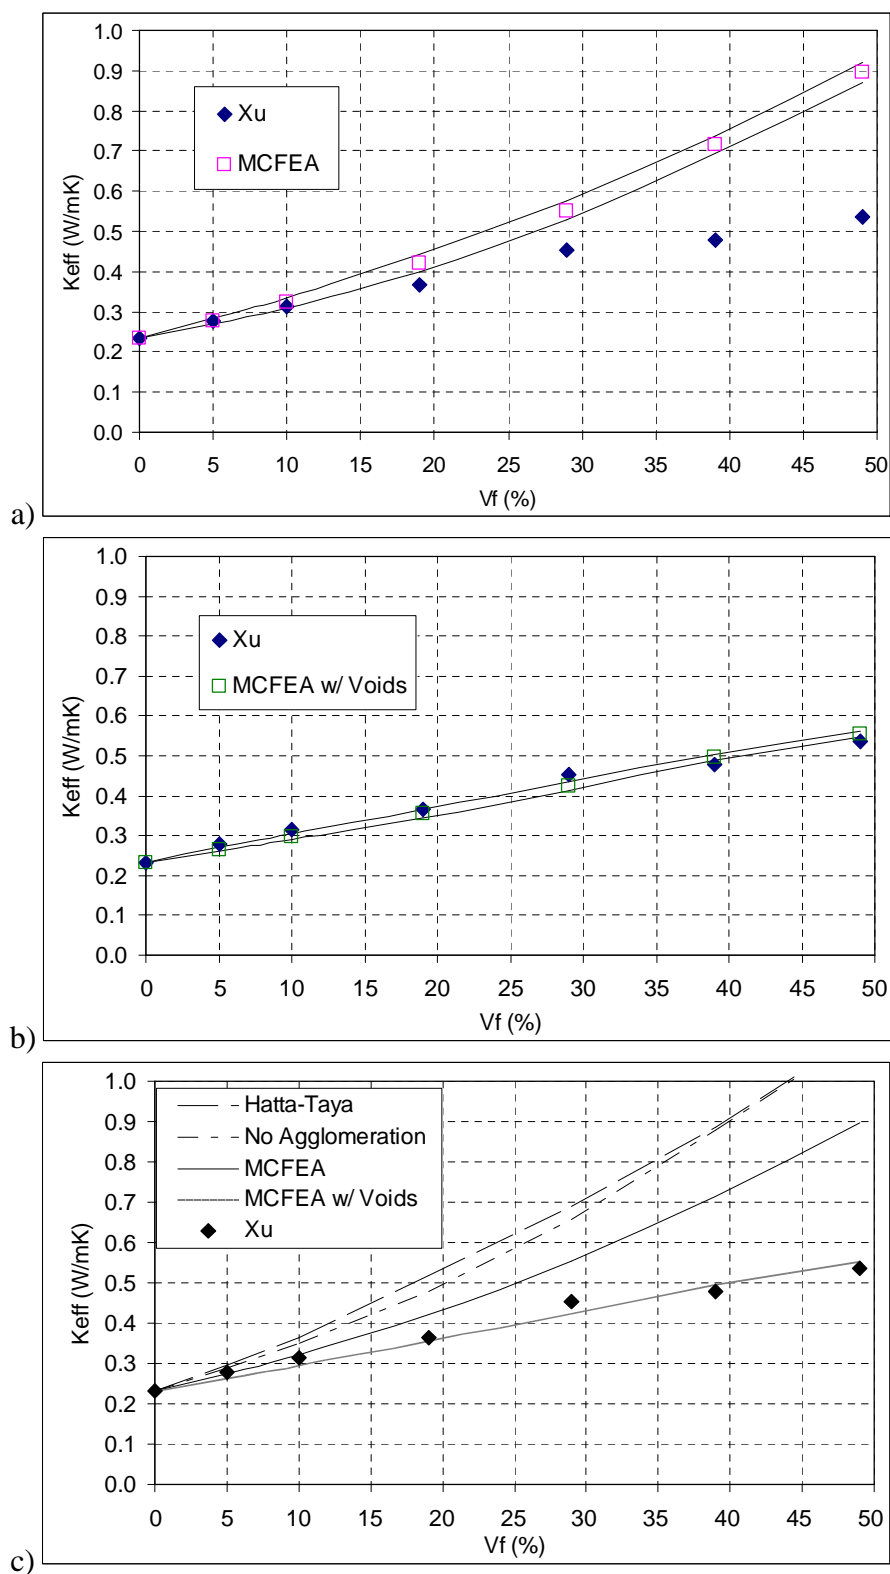 1.0
0.9
0.8
0.7
0.6
0.5
0.4
0.3
0.2
0.1
0.0
Keff (W/mK)
Xu
MCFEA
0 5 10 15 20 25 30 35 40 45 50
Vf (%)
a)
1.0
0.9
0.8
0.7
0.6
0.5
0.4
0.3
0.2
0.1
0.0
Keff (W/mK)
Xu
MCFEA w/ Voids
0 5 10 15 20 25 30 35 40 45 50
Vf (%)
b)
1.0
0.9
0.8
0.7
0.6
0.5
0.4
0.3
0.2
0.1
0.0
Keff (W/mK)
Hatta-Taya
No Agglomeration
MCFEA
MCFEA w/ Voids
Xu
0 5 10 15 20 25 30 35 40 45 50
Vf (%)
c)